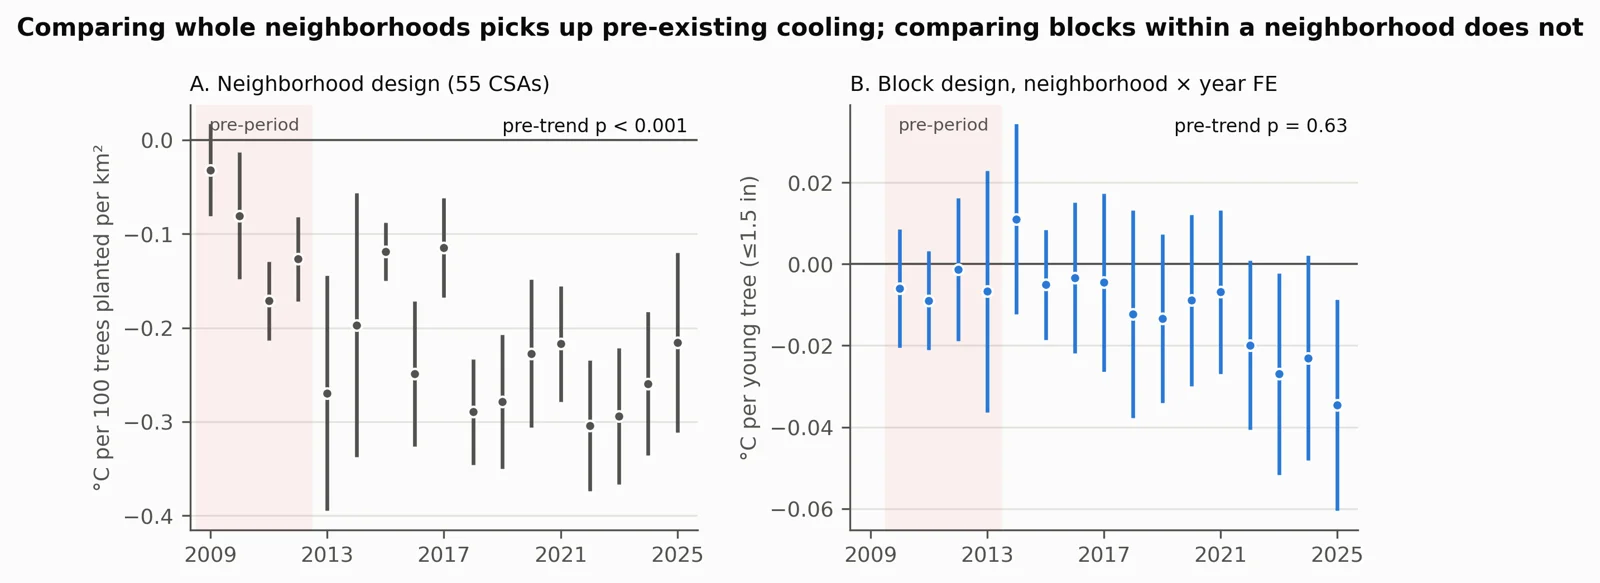 Comparing whole neighborhoods picks up pre-existing cooling; comparing blocks within a neighborhood does not
A. Neighborhood design (55 CSAs)
pre-period
pre-trend p < 0.001
°C per 100 trees planted per km²
0.0
−0.1
−0.2
−0.3
−0.4
2009
2013
2017
2021
2025
B. Block design, neighborhood × year FE
pre-period
pre-trend p = 0.63
°C per young tree (≤1.5 in)
0.02
0.00
−0.02
−0.04
−0.06
2009
2013
2017
2021
2025